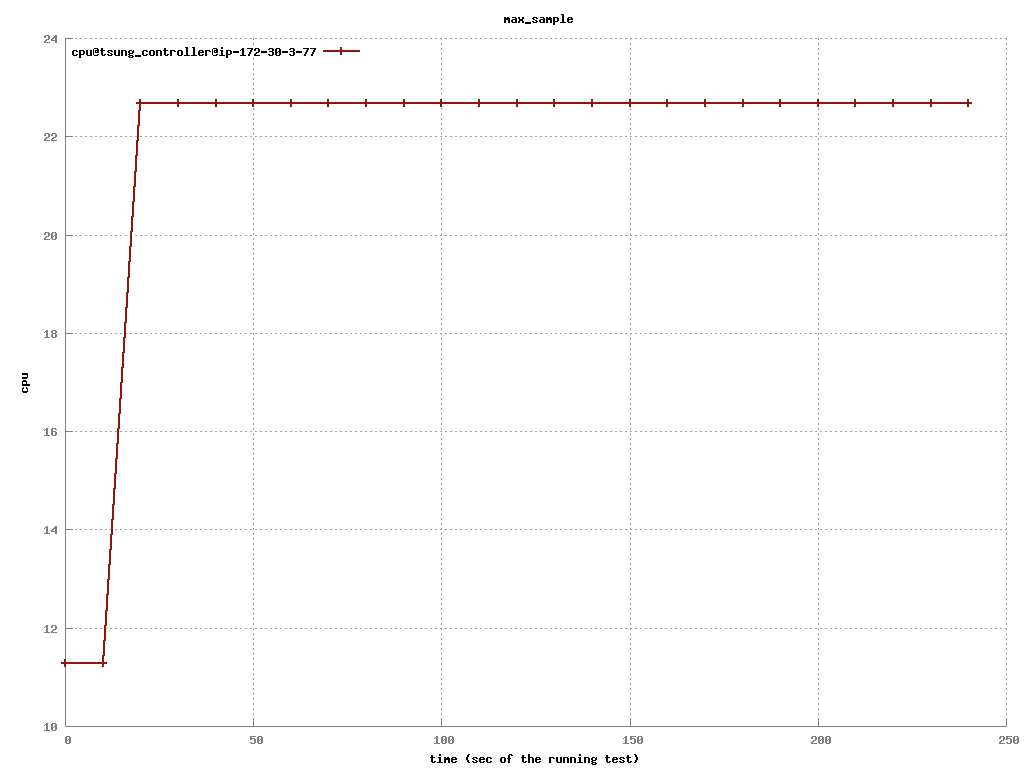 max_sample
cpu@tsung_controller@ip-172-30-3-77
24
22
20
18
16
14
12
10
cpu
0 50 100 150 200 250
time (sec of the running test)